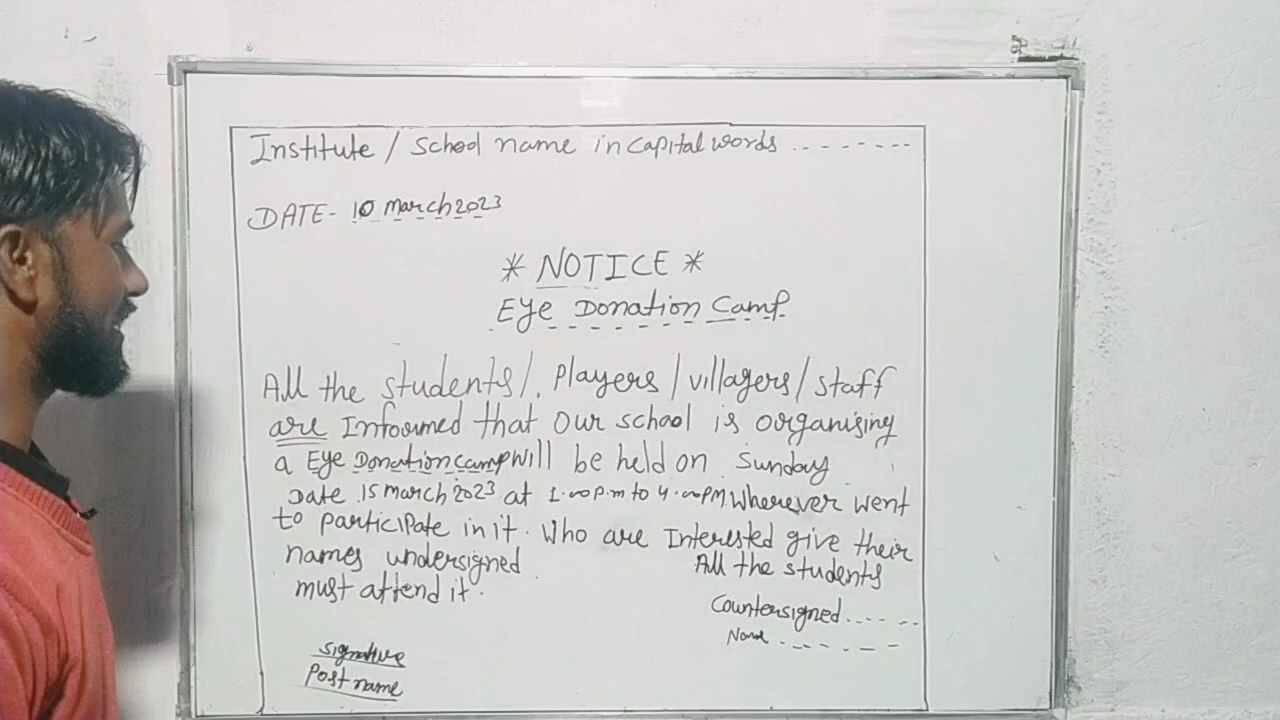 Institute / School name in capital words ........
DATE- 10 march 2023
* NOTICE *
Eye Donation Camp
All the students/. Players /villagers/ staff
are Informed that our school is organising
a Eye Donation camp will be held on Sunday
Date 15 march 2023 at 1.00 P.m to 4.00 PM Wherever went
to participate in it. Who are Interested give their
names undersigned All the students
must attend it.
Countersigned.... --
Name - - - - - -
Signature
Post name